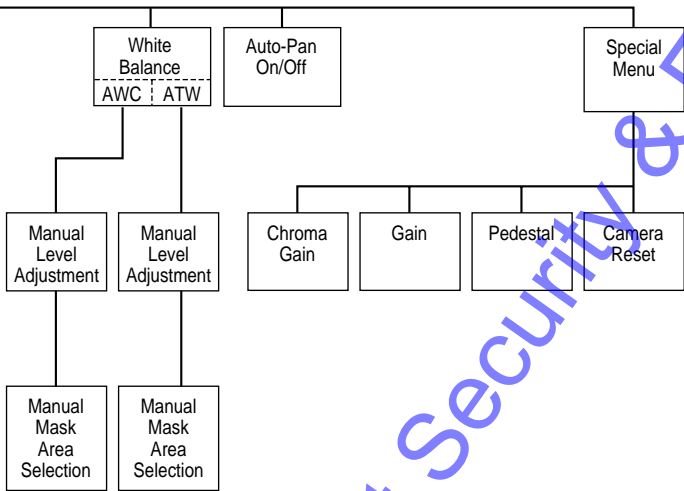 White
Balance
AWC ATW
Auto-Pan
On/Off
Special
Menu
Manual
Level
Adjustment
Manual
Level
Adjustment
Chroma
Gain
Gain
Pedestal
Camera
Reset
Manual
Mask
Area
Selection
Manual
Mask
Area
Selection
Security &